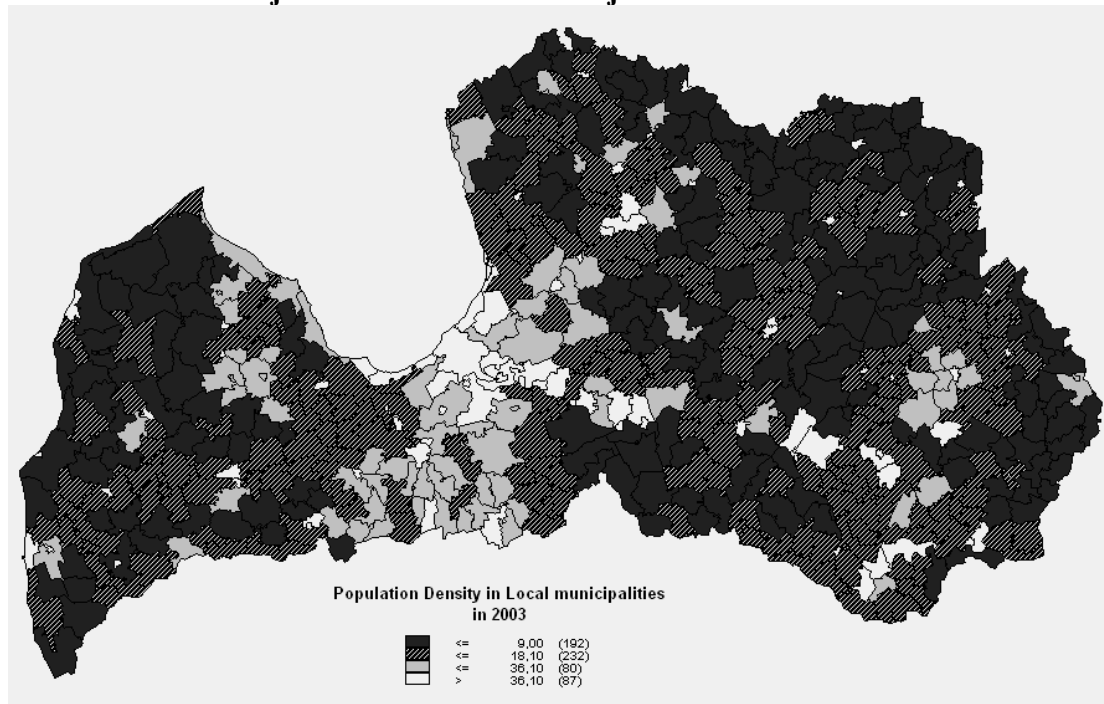 Population Density in Local municipalities
in 2003
<= 9,00 (192)
<= 18,10 (232)
<= 36,10 (80)
> 36,10 (87)